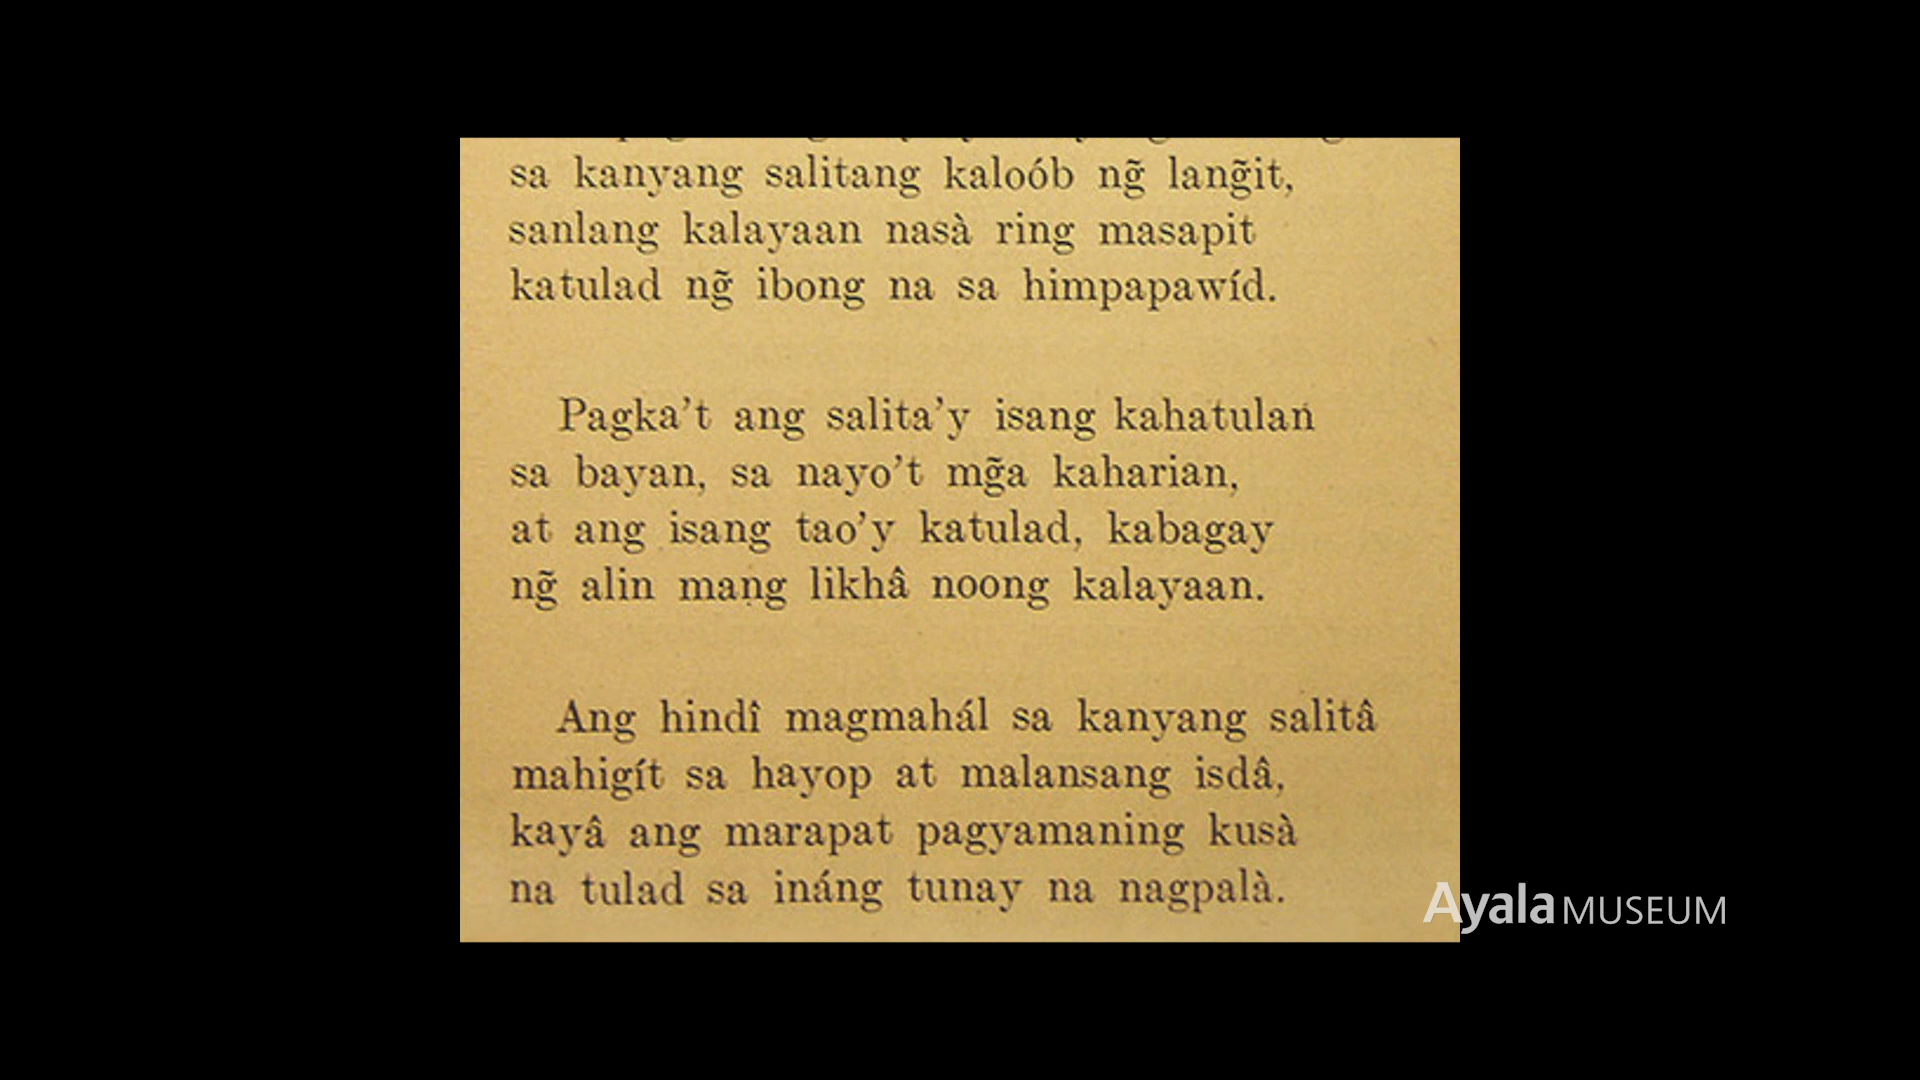 sa kanyang salitang kaloób ng̃ lang̃it,
sanlang kalayaan nasà ring masapit
katulad ng̃ ibong na sa himpapawíd.
Pagka’t ang salita’y isang kahatulan
sa bayan, sa nayo’t mg̃a kaharian,
at ang isang tao’y katulad, kabagay
ng̃ alin mang likhâ noong kalayaan.
Ang hindî magmahál sa kanyang salitâ
mahigít sa hayop at malansang isdâ,
kayâ ang marapat pagyamaning kusà
na tulad sa ináng tunay na nagpalà.
Ayala MUSEUM